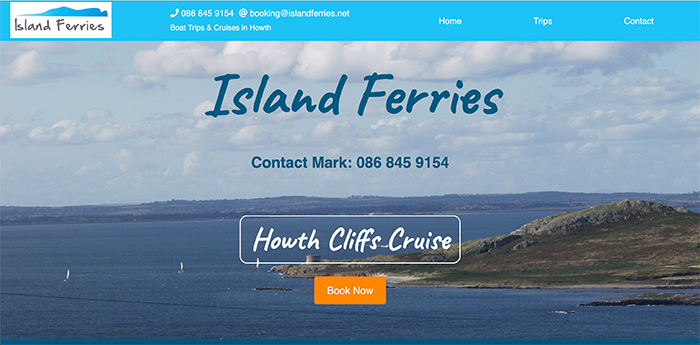 Island Ferries
086 845 9154 @ booking@islandferries.net
Boat Trips & Cruises in Howth
Home
Trips
Contact
Island Ferries
Contact Mark: 086 845 9154
Howth Cliffs Cruise
Book Now